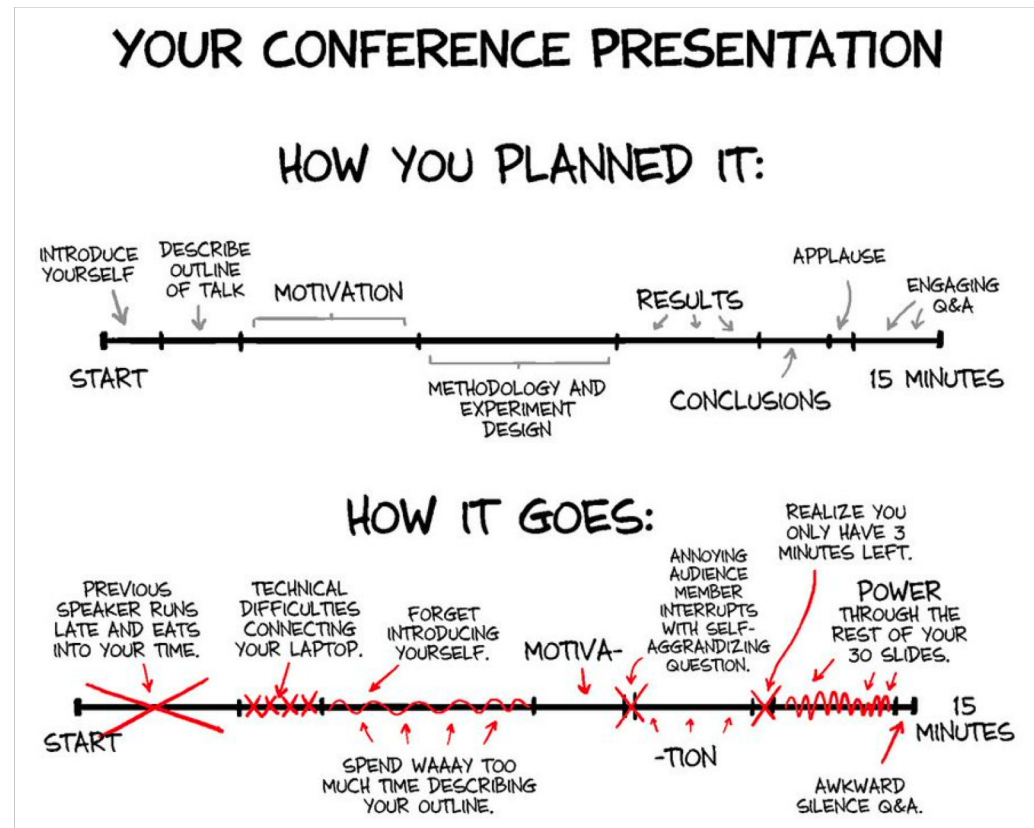 YOUR CONFERENCE PRESENTATION
HOW YOU PLANNED IT:
INTRODUCE
YOURSELF
DESCRIBE
OUTLINE
OF TALK
MOTIVATION
METHODOLOGY AND
EXPERIMENT
DESIGN
RESULTS
CONCLUSIONS
APPLAUSE
ENGAGING
Q&A
START
15 MINUTES
HOW IT GOES:
PREVIOUS
SPEAKER RUNS
LATE AND EATS
INTO YOUR TIME.
TECHNICAL
DIFFICULTIES
CONNECTING
YOUR LAPTOP.
FORGET
INTRODUCING
YOURSELF.
SPEND WAAAY TOO
MUCH TIME DESCRIBING
YOUR OUTLINE.
MOTIVA-
ANNOYING
AUDIENCE
MEMBER
INTERRUPTS
WITH SELF-
AGGRANDIZING
QUESTION.
-TION
REALIZE YOU
ONLY HAVE 3
MINUTES LEFT.
POWER
THROUGH THE
REST OF YOUR
30 SLIDES.
AWKWARD
SILENCE Q&A.
START
15
MINUTES